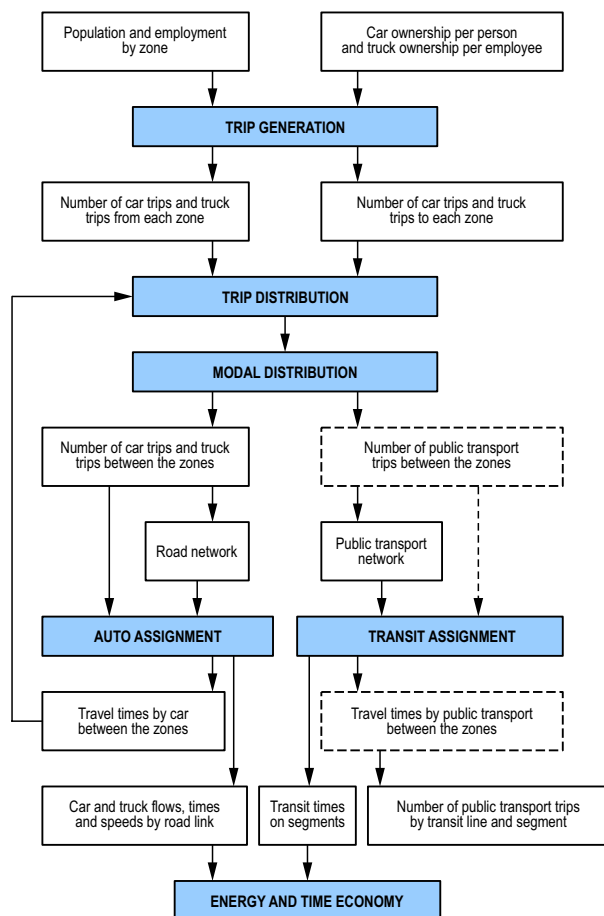 Population and employment
by zone
Car ownership per person
and truck ownership per employee
TRIP GENERATION
Number of car trips and truck
trips from each zone
Number of car trips and truck
trips to each zone
TRIP DISTRIBUTION
MODAL DISTRIBUTION
Number of car trips and truck
trips between the zones
Number of public transport
trips between the zones
Road network
Public transport
network
AUTO ASSIGNMENT
TRANSIT ASSIGNMENT
Travel times by car
between the zones
Travel times by public transport
between the zones
Car and truck flows, times
and speeds by road link
Transit times
on segments
Number of public transport trips
by transit line and segment
ENERGY AND TIME ECONOMY